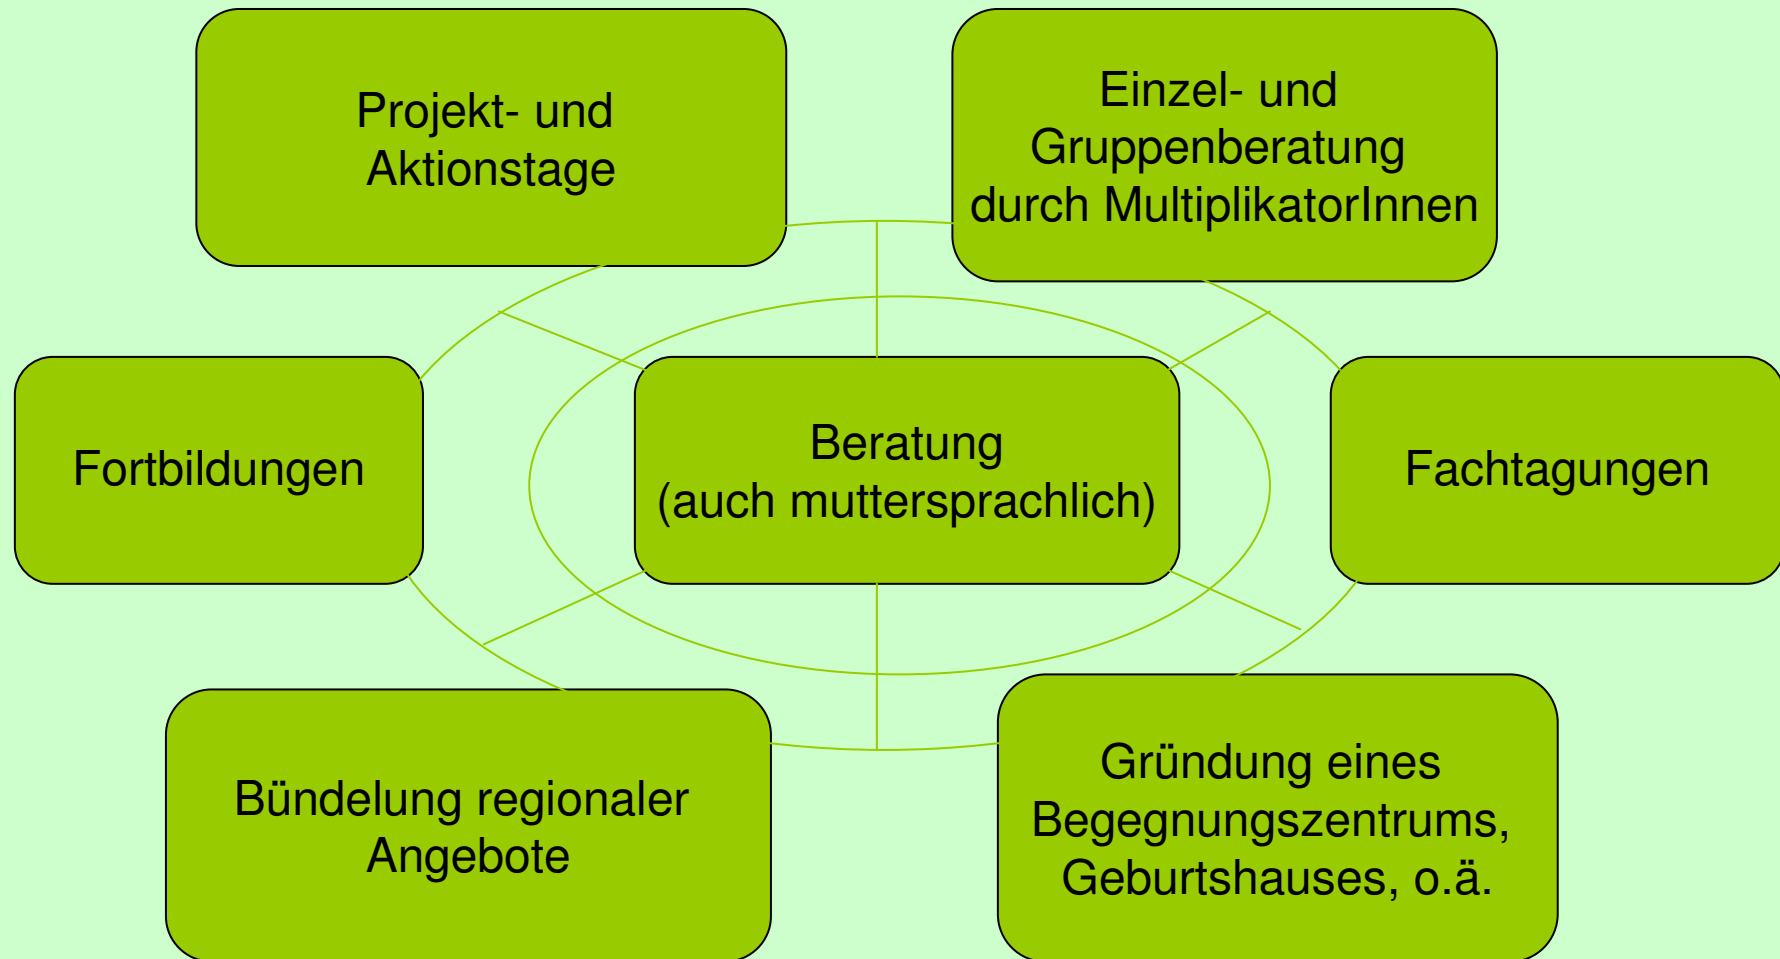 Projekt- und
Aktionstage
Einzel- und
Gruppenberatung
durch MultiplikatorInnen
Fortbildungen
Beratung
(auch muttersprachlich)
Fachtagungen
Bündelung regionaler
Angebote
Gründung eines
Begegnungszentrums,
Geburtshauses, o.ä.